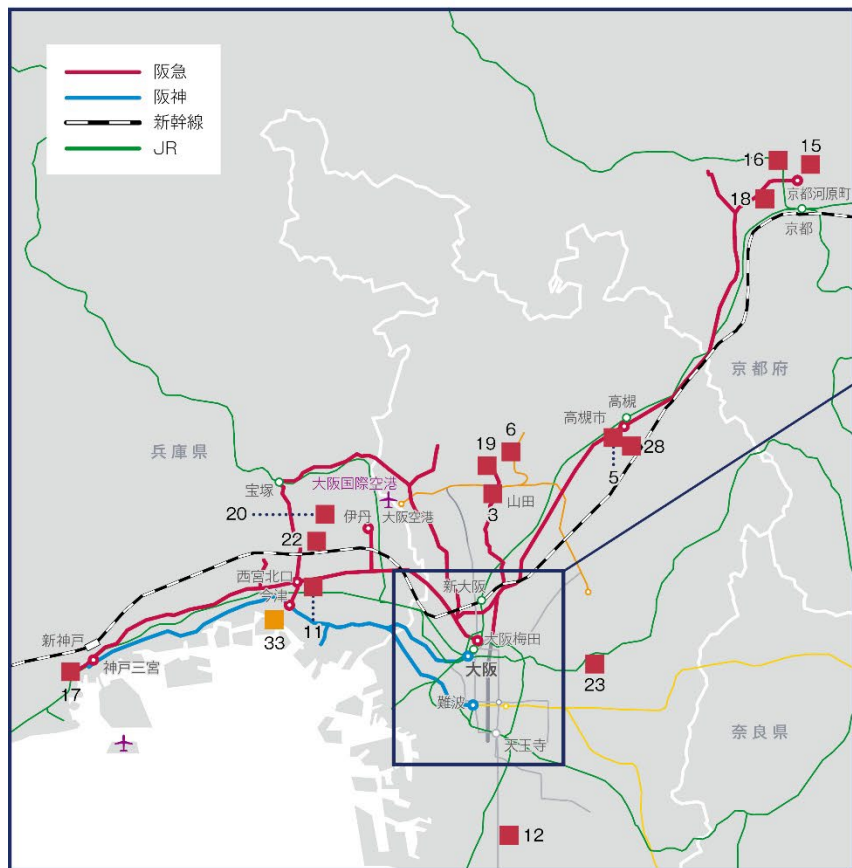 阪急
阪神
新幹線
JR
16
15
18
京都河原町
京都
京都府
高槻
高槻市
28
5
6
19
山田
3
兵庫県
宝塚
大阪国際空港
大阪空港
伊丹
20
22
西宮北口
今津
11
33
新大阪
大阪梅田
大阪
難波
天王寺
23
新神戸
神戸三宮
17
奈良県
12